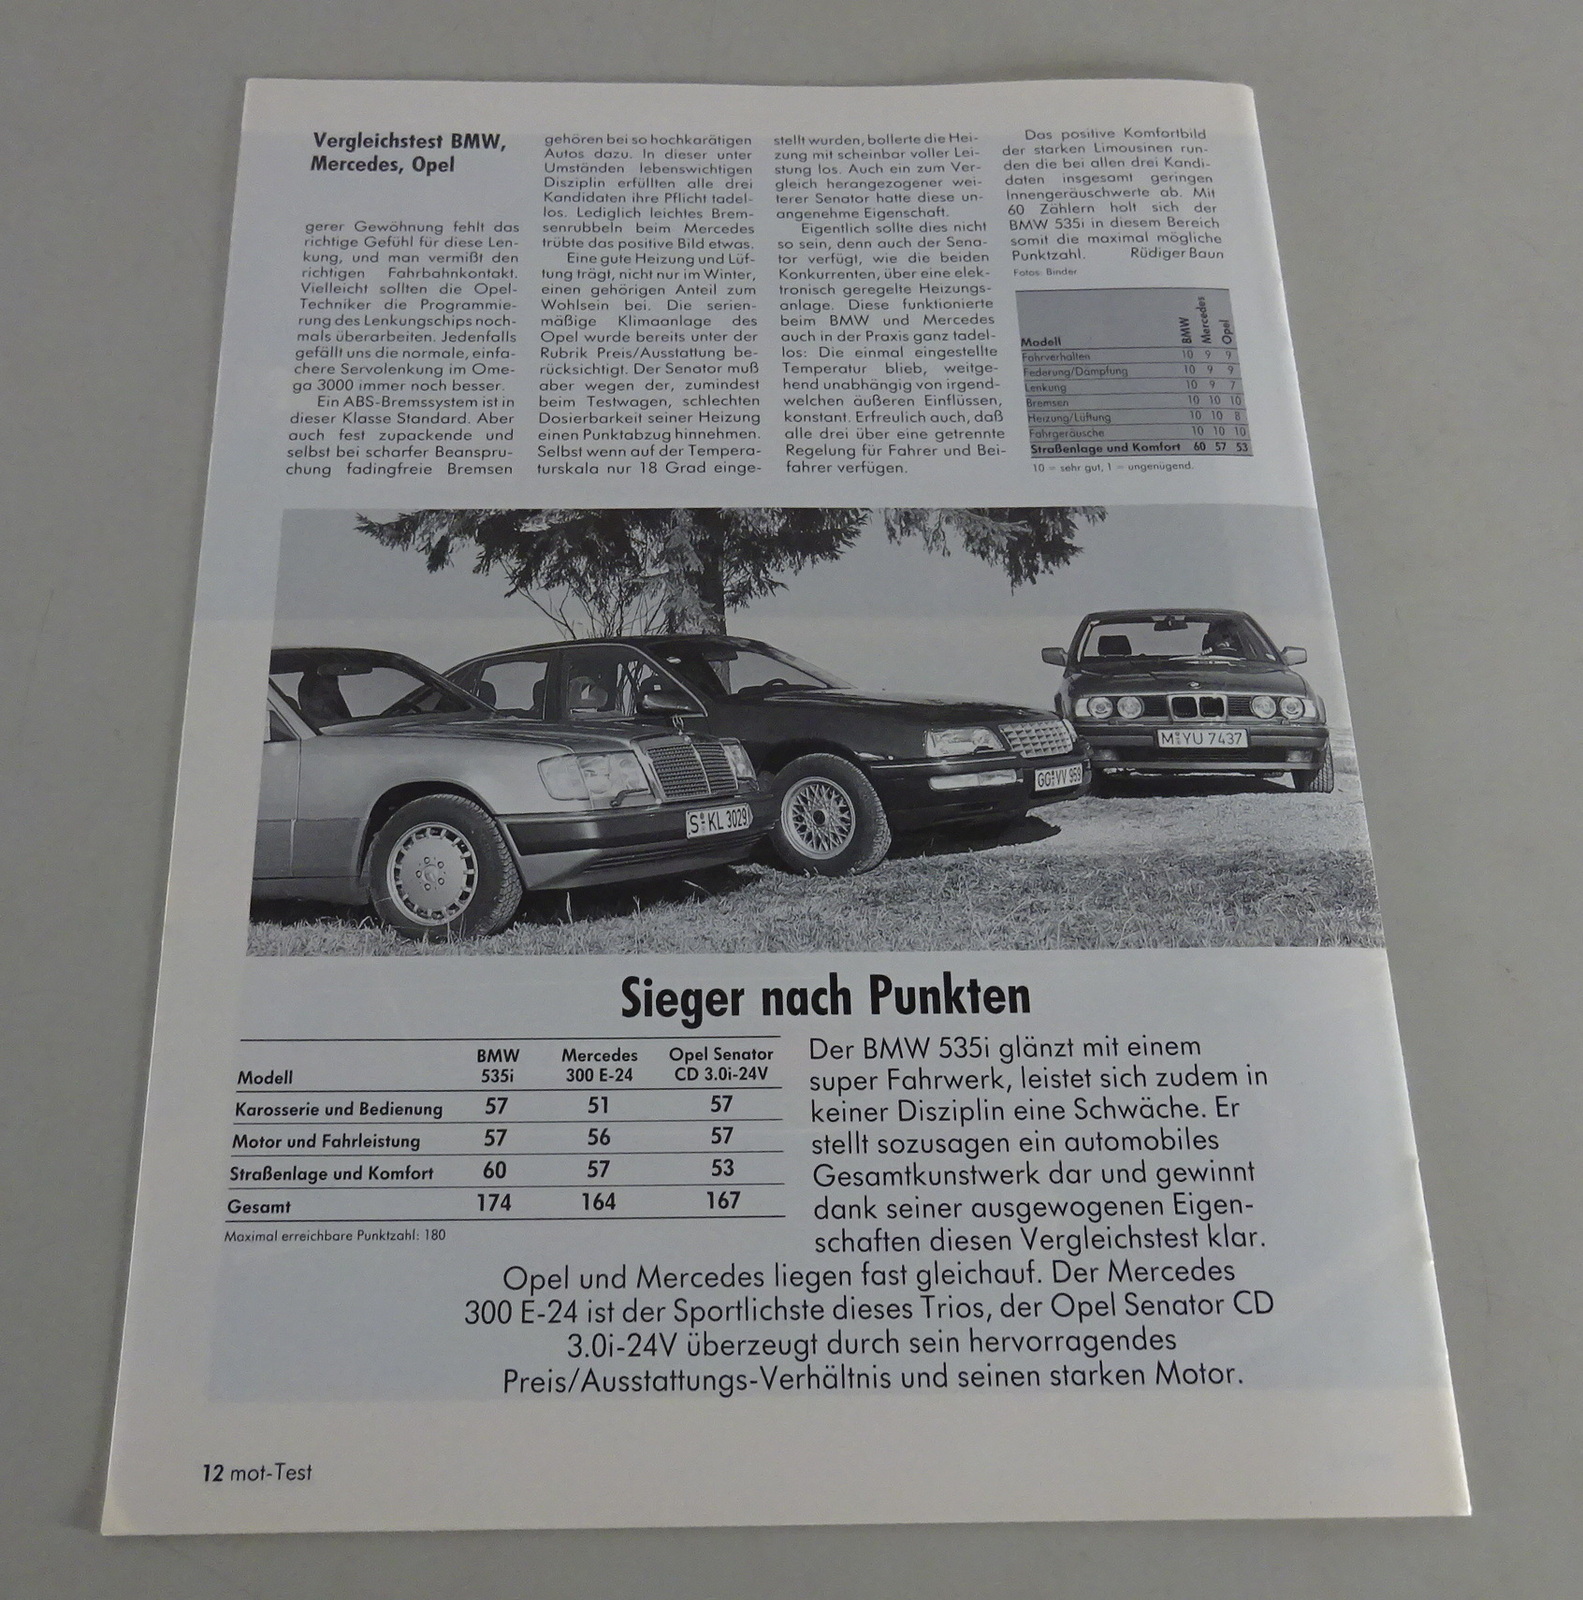 Vergleichstest BMW,
Mercedes, Opel
gerer Gewöhnung fehlt das
richtige Gefühl für diese Len-
kung, und man vermißt den
richtigen Fahrbahnkontakt.
Vielleicht sollten die Opel-
Techniker die Programmie-
rung des Lenkungschips noch-
mals überarbeiten. Jedenfalls
gefällt uns die normale, einfa-
chere Servolenkung im Ome-
ga 3000 immer noch besser.
Ein ABS-Bremssystem ist in
dieser Klasse Standard. Aber
auch fest zupackende und
selbst bei scharfer Beanspru-
chung fadingfreie Bremsen
gehören bei so hochkarätigen
Autos dazu. In dieser unter
Umständen lebenswichtigen
Disziplin erfüllten alle drei
Kandidaten ihre Pflicht tadel-
los. Lediglich leichtes Brem-
senrubbeln beim Mercedes
trübte das positive Bild etwas.
Eine gute Heizung und Lüf-
tung trägt, nicht nur im Winter,
einen gehörigen Anteil zum
Wohlsein bei. Die serien-
mäßige Klimaanlage des
Opel wurde bereits unter der
Rubrik Preis/Ausstattung be-
rücksichtigt. Der Senator muß
aber wegen der, zumindest
beim Testwagen, schlechten
Dosierbarkeit seiner Heizung
einen Punktabzug hinnehmen.
Selbst wenn auf der Tempera-
turskala nur 18 Grad einge-
stellt wurden, bollerte die Hei-
zung mit scheinbar voller Lei-
stung los. Auch ein zum Ver-
gleich herangezogener wei-
terer Senator hatte diese un-
angenehme Eigenschaft.
Eigentlich sollte dies nicht
so sein, denn auch der Sena-
tor verfügt, wie die beiden
Konkurrenten, über eine elek-
tronisch geregelte Heizungs-
anlage. Diese funktionierte
beim BMW und Mercedes
auch in der Praxis ganz tadel-
los: Die einmal eingestellte
Temperatur blieb, weitge-
hend unabhängig von irgend-
welchen äußeren Einflüssen,
konstant. Erfreulich auch, daß
alle drei über eine getrennte
Regelung für Fahrer und Bei-
fahrer verfügen.
Das positive Komfortbild
der starken Limousinen run-
den die bei allen drei Kandi-
daten insgesamt geringen
Innengeräuschwerte ab. Mit
60 Zählern holt sich der
BMW 535i in diesem Bereich
somit die maximal mögliche
Punktzahl. Rüdiger Baun
Fotos: Binder
Modell BMW Mercedes Opel
Fahrverhalten 10 9 9
Federung/Dämpfung 10 9 9
Lenkung 10 9 7
Bremsen 10 10 10
Heizung/Lüftung 10 10 8
Fahrgeräusche 10 10 10
Straßenlage und Komfort 60 57 53
10 = sehr gut, 1 = ungenügend.
S KL 3029
GG VV 959
M YU 7437
Sieger nach Punkten
Modell BMW 535i Mercedes 300 E-24 Opel Senator CD 3.0i-24V
Karosserie und Bedienung 57 51 57
Motor und Fahrleistung 57 56 57
Straßenlage und Komfort 60 57 53
Gesamt 174 164 167
Maximal erreichbare Punktzahl: 180
Der BMW 535i glänzt mit einem
super Fahrwerk, leistet sich zudem in
keiner Disziplin eine Schwäche. Er
stellt sozusagen ein automobiles
Gesamtkunstwerk dar und gewinnt
dank seiner ausgewogenen Eigen-
schaften diesen Vergleichstest klar.
Opel und Mercedes liegen fast gleichauf. Der Mercedes
300 E-24 ist der Sportlichste dieses Trios, der Opel Senator CD
3.0i-24V überzeugt durch sein hervorragendes
Preis/Ausstattungs-Verhältnis und seinen starken Motor.
12 mot-Test